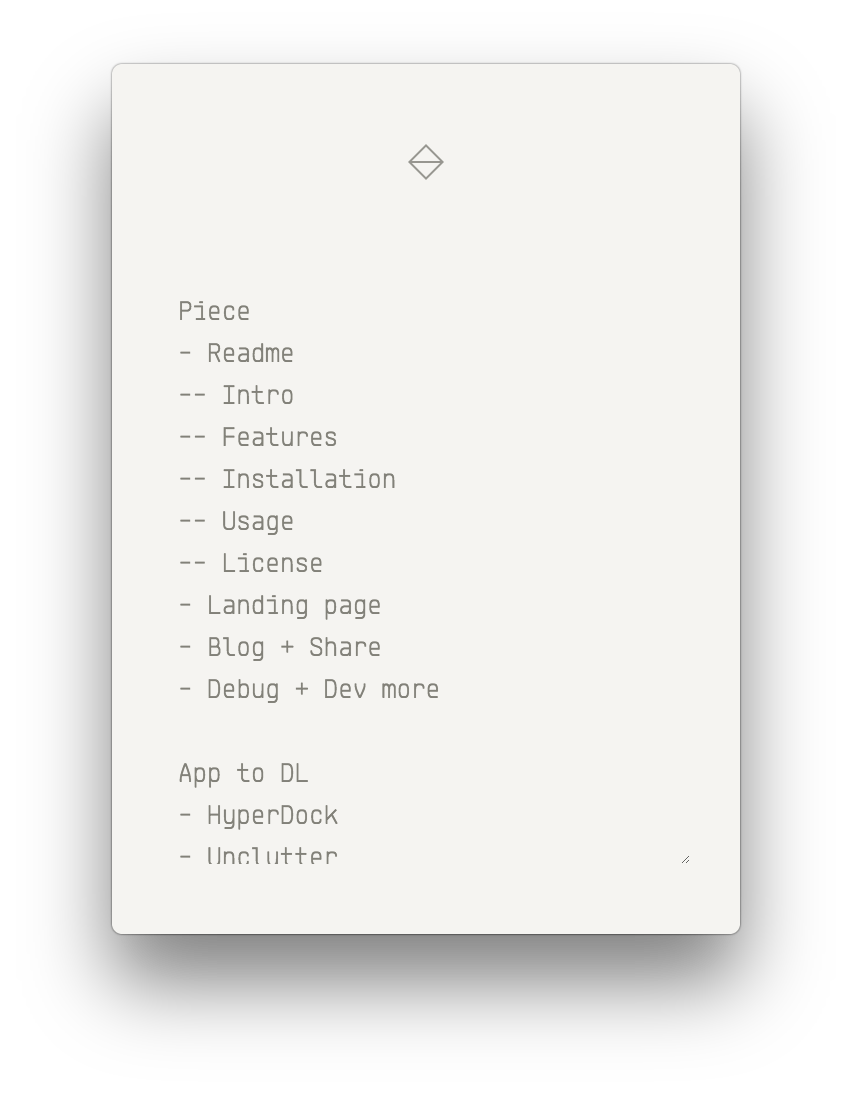 Piece
- Readme
-- Intro
-- Features
-- Installation
-- Usage
-- License
- Landing page
- Blog + Share
- Debug + Dev more
App to DL
- HyperDock
- Unclutter